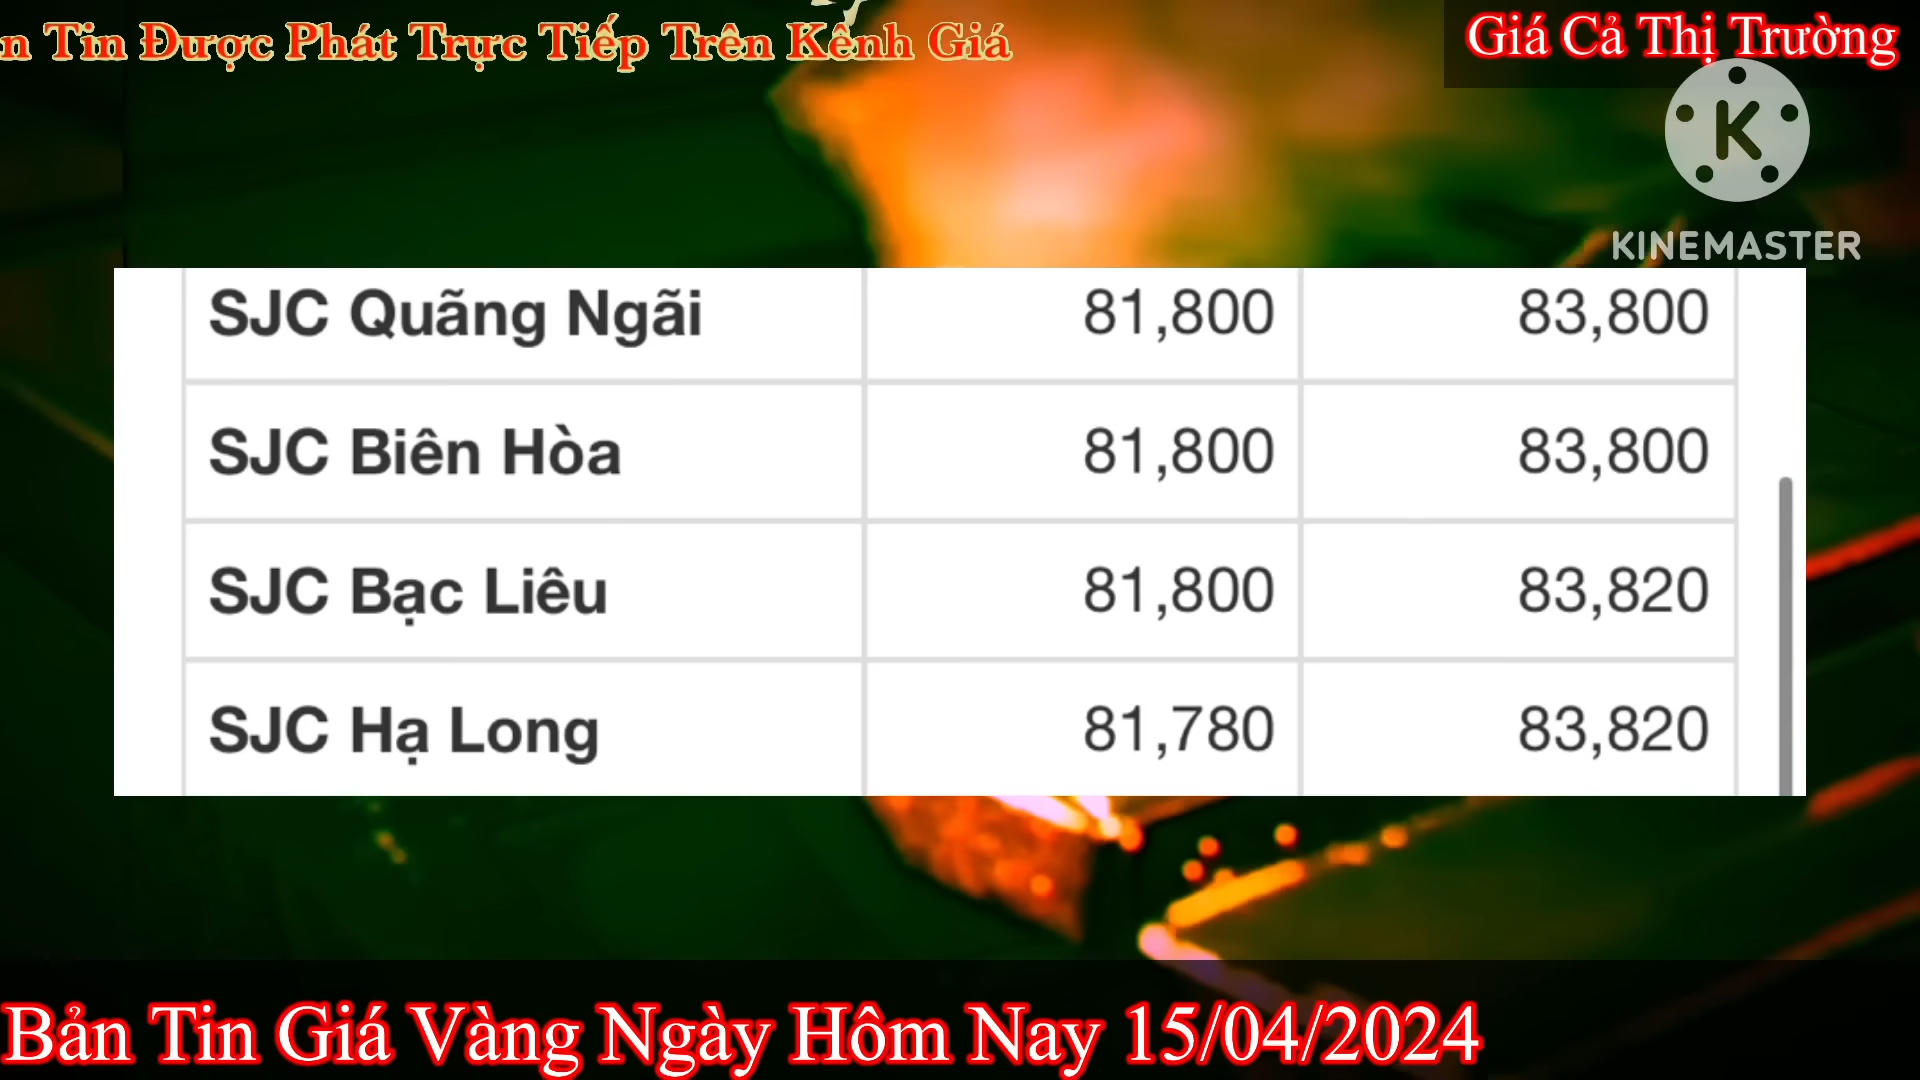 n Tin Được Phát Trực Tiếp Trên Kênh Giá
Giá Cả Thị Trường
K
KINEMASTER
SJC Quãng Ngãi 81,800 83,800
SJC Biên Hòa 81,800 83,800
SJC Bạc Liêu 81,800 83,820
SJC Hạ Long 81,780 83,820
Bản Tin Giá Vàng Ngày Hôm Nay 15/04/2024